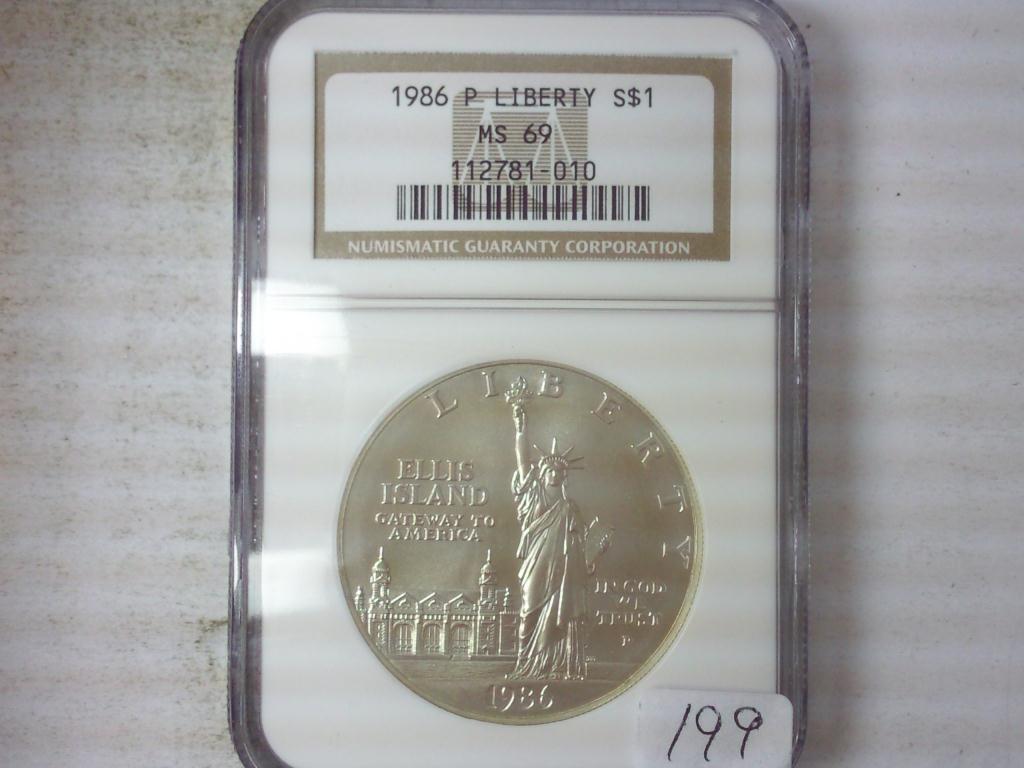 1986 P LIBERTY S$1
MS 69
112781-010
NUMISMATIC GUARANTY CORPORATION
LIBERTY
ELLIS
ISLAND
GATEWAY TO
AMERICA
IN GOD
WE
TRUST
P
1986
199